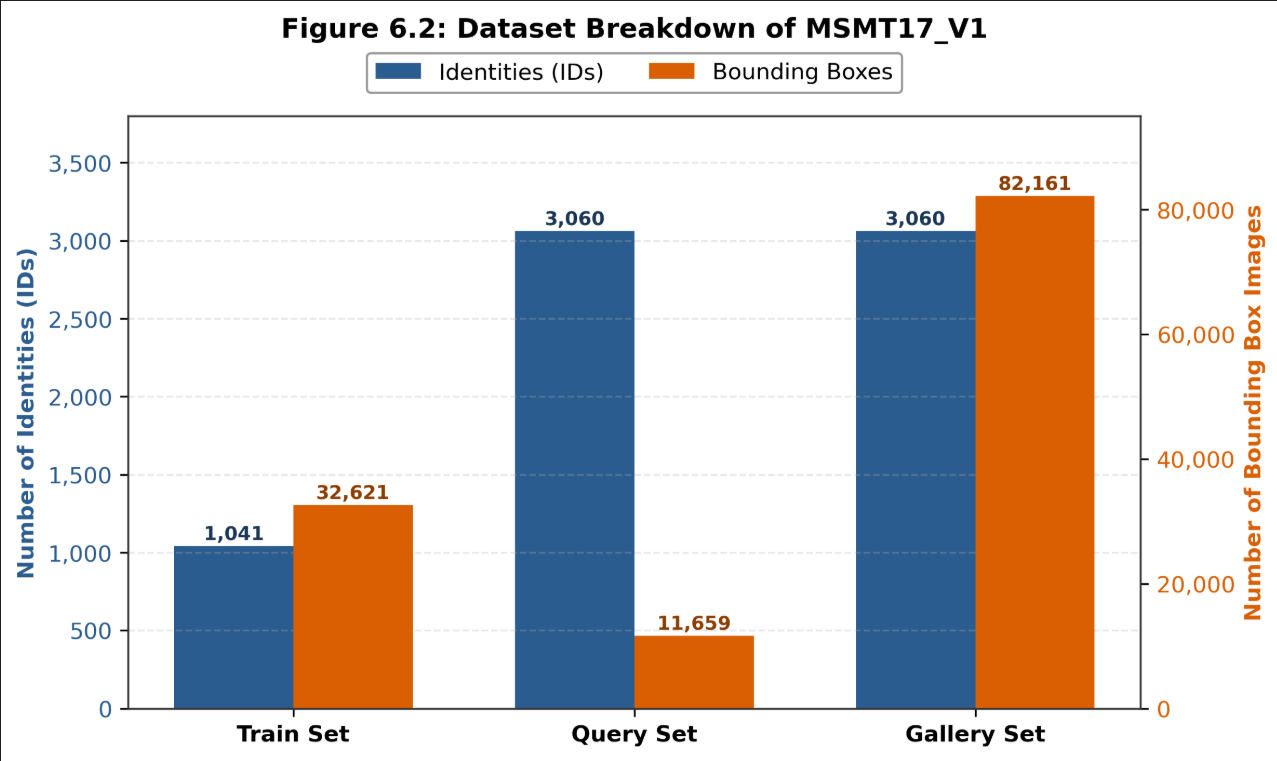 Figure 6.2: Dataset Breakdown of MSMT17_V1
Identities (IDs)
Bounding Boxes
Number of Identities (IDs)
3,500
3,000
2,500
2,000
1,500
1,000
500
0
1,041
32,621
3,060
11,659
3,060
82,161
80,000
60,000
40,000
20,000
0
Number of Bounding Box Images
Train Set
Query Set
Gallery Set